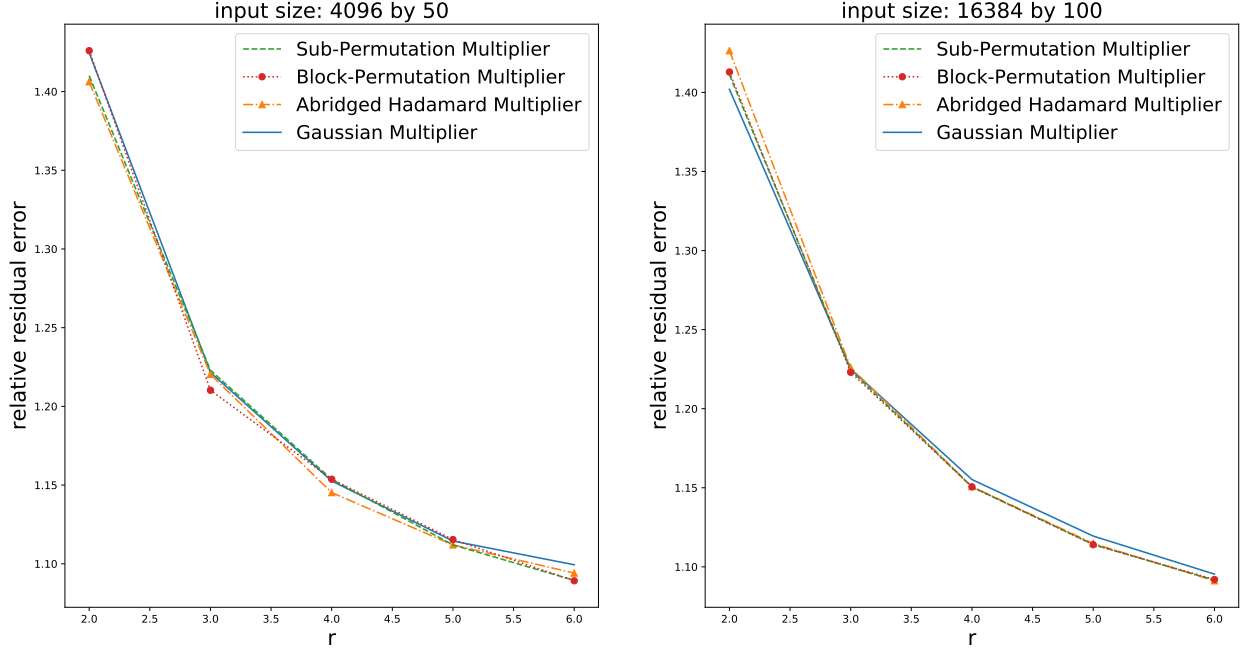 input size: 4096 by 50
Sub-Permutation Multiplier
Block-Permutation Multiplier
Abridged Hadamard Multiplier
Gaussian Multiplier
relative residual error
1.40
1.35
1.30
1.25
1.20
1.15
1.10
2.0 2.5 3.0 3.5 4.0 4.5 5.0 5.5 6.0
r
input size: 16384 by 100
Sub-Permutation Multiplier
Block-Permutation Multiplier
Abridged Hadamard Multiplier
Gaussian Multiplier
relative residual error
1.40
1.35
1.30
1.25
1.20
1.15
1.10
2.0 2.5 3.0 3.5 4.0 4.5 5.0 5.5 6.0
r